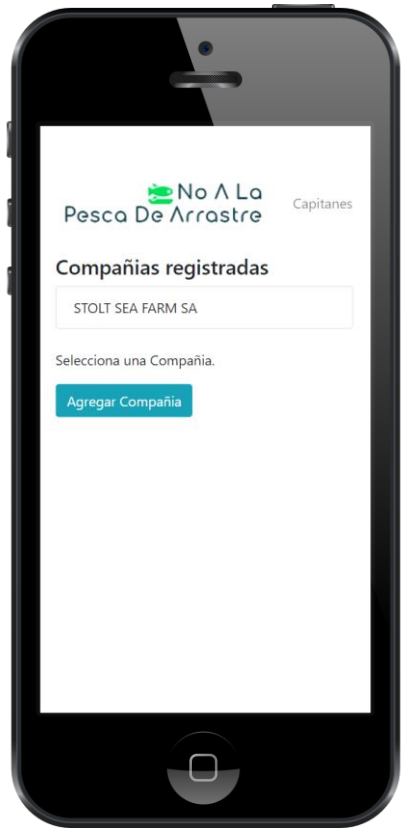 No A La
Pesca De Arrastre
Capitanes
Compañias registradas
STOLT SEA FARM SA
Selecciona una Compañia.
Agregar Compañia